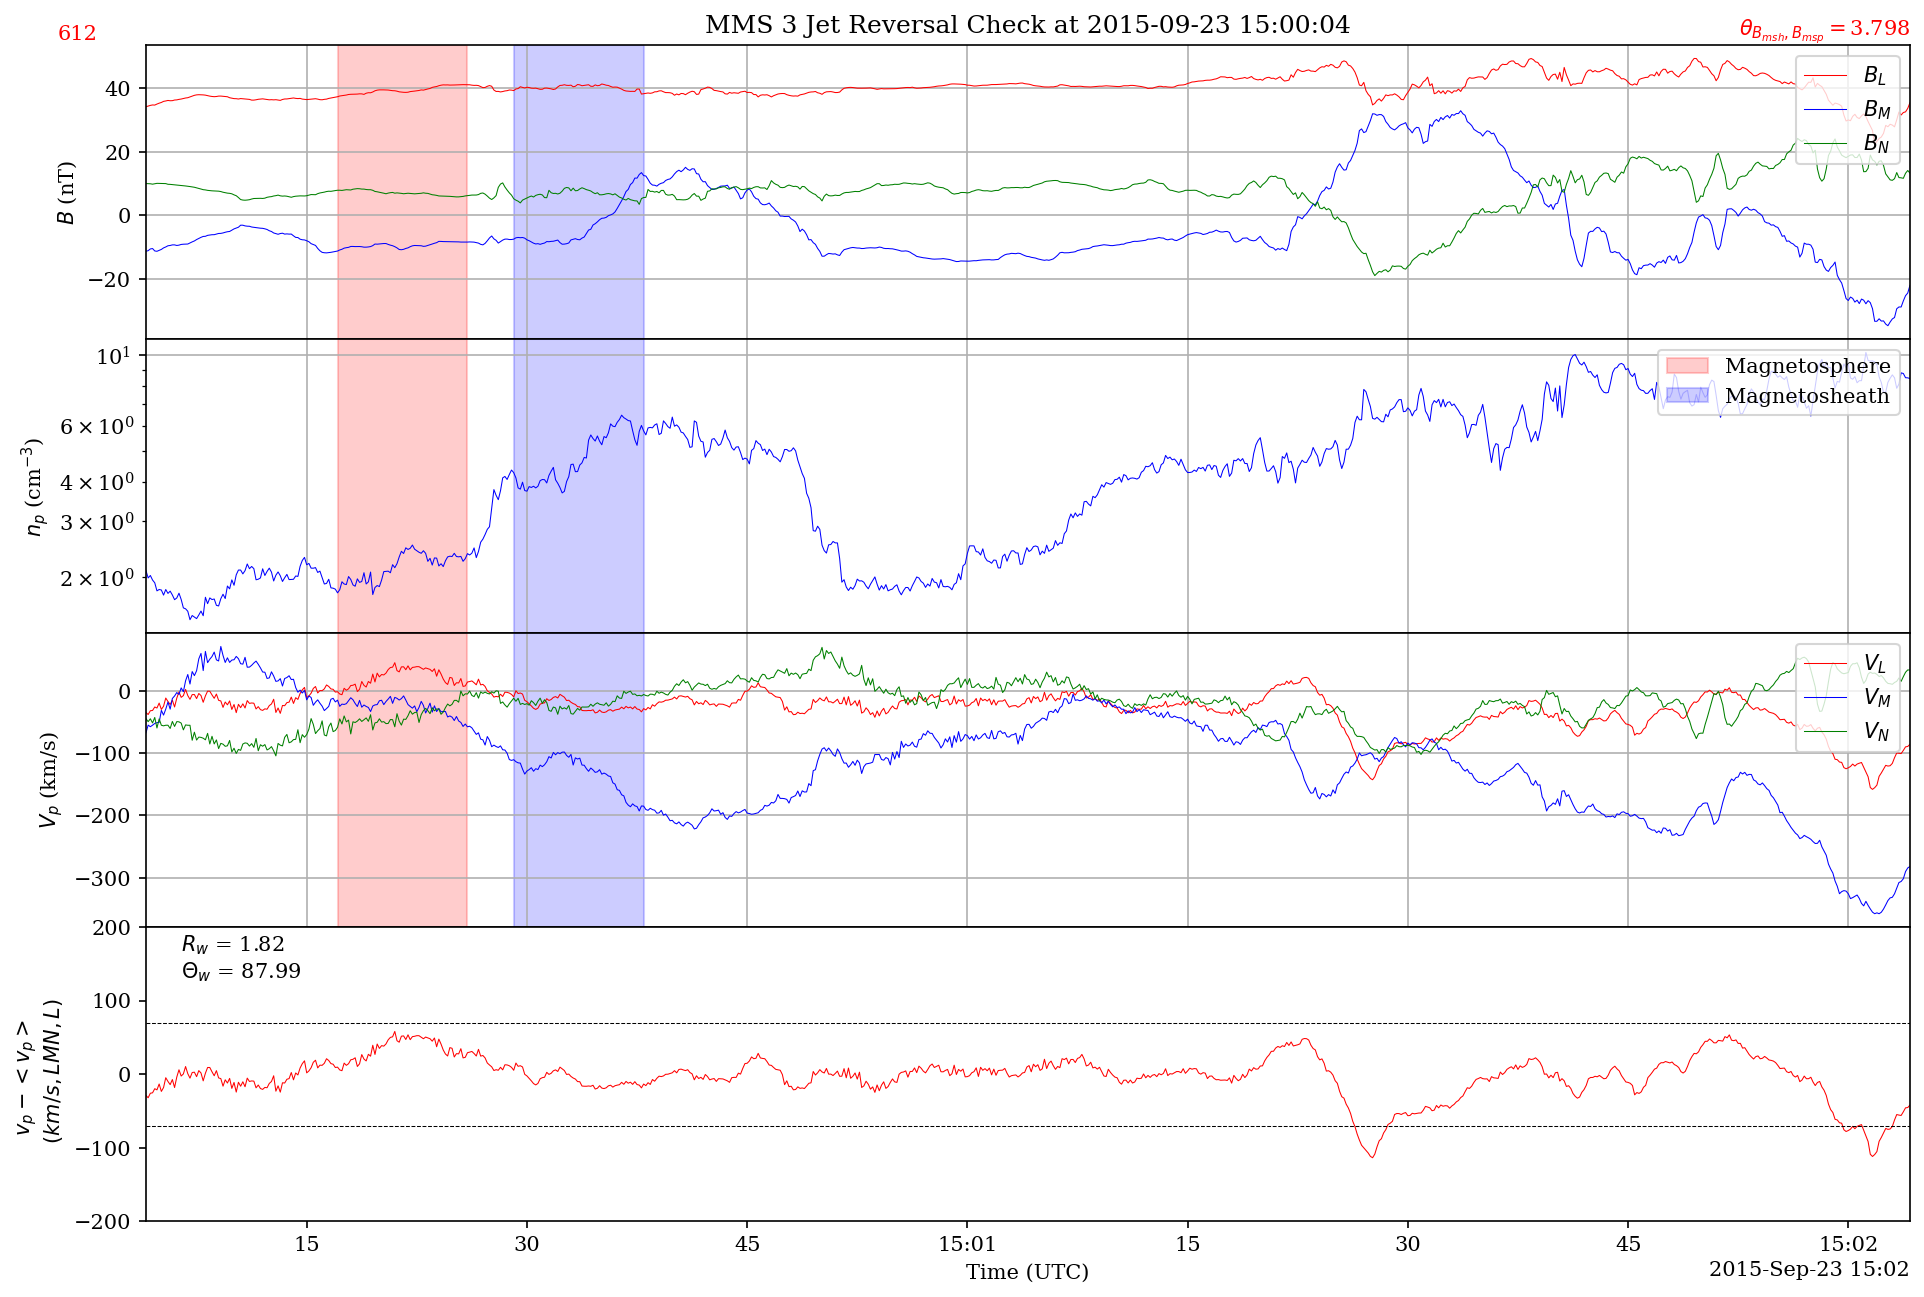 MMS 3 Jet Reversal Check at 2015-09-23 15:00:04
612
θ_{B_{msh}, B_{msp}} = 3.798
40
20
0
−20
B (nT)
B_L
B_M
B_N
10^1
6 × 10^0
4 × 10^0
3 × 10^0
2 × 10^0
n_p (cm^{−3})
Magnetosphere
Magnetosheath
0
−100
−200
−300
V_p (km/s)
V_L
V_M
V_N
200
100
0
−100
−200
v_p − < v_p >
(km/s, LMN, L)
R_w = 1.82
Θ_w = 87.99
15
30
45
15:01
15
30
45
15:02
Time (UTC)
2015-Sep-23 15:02